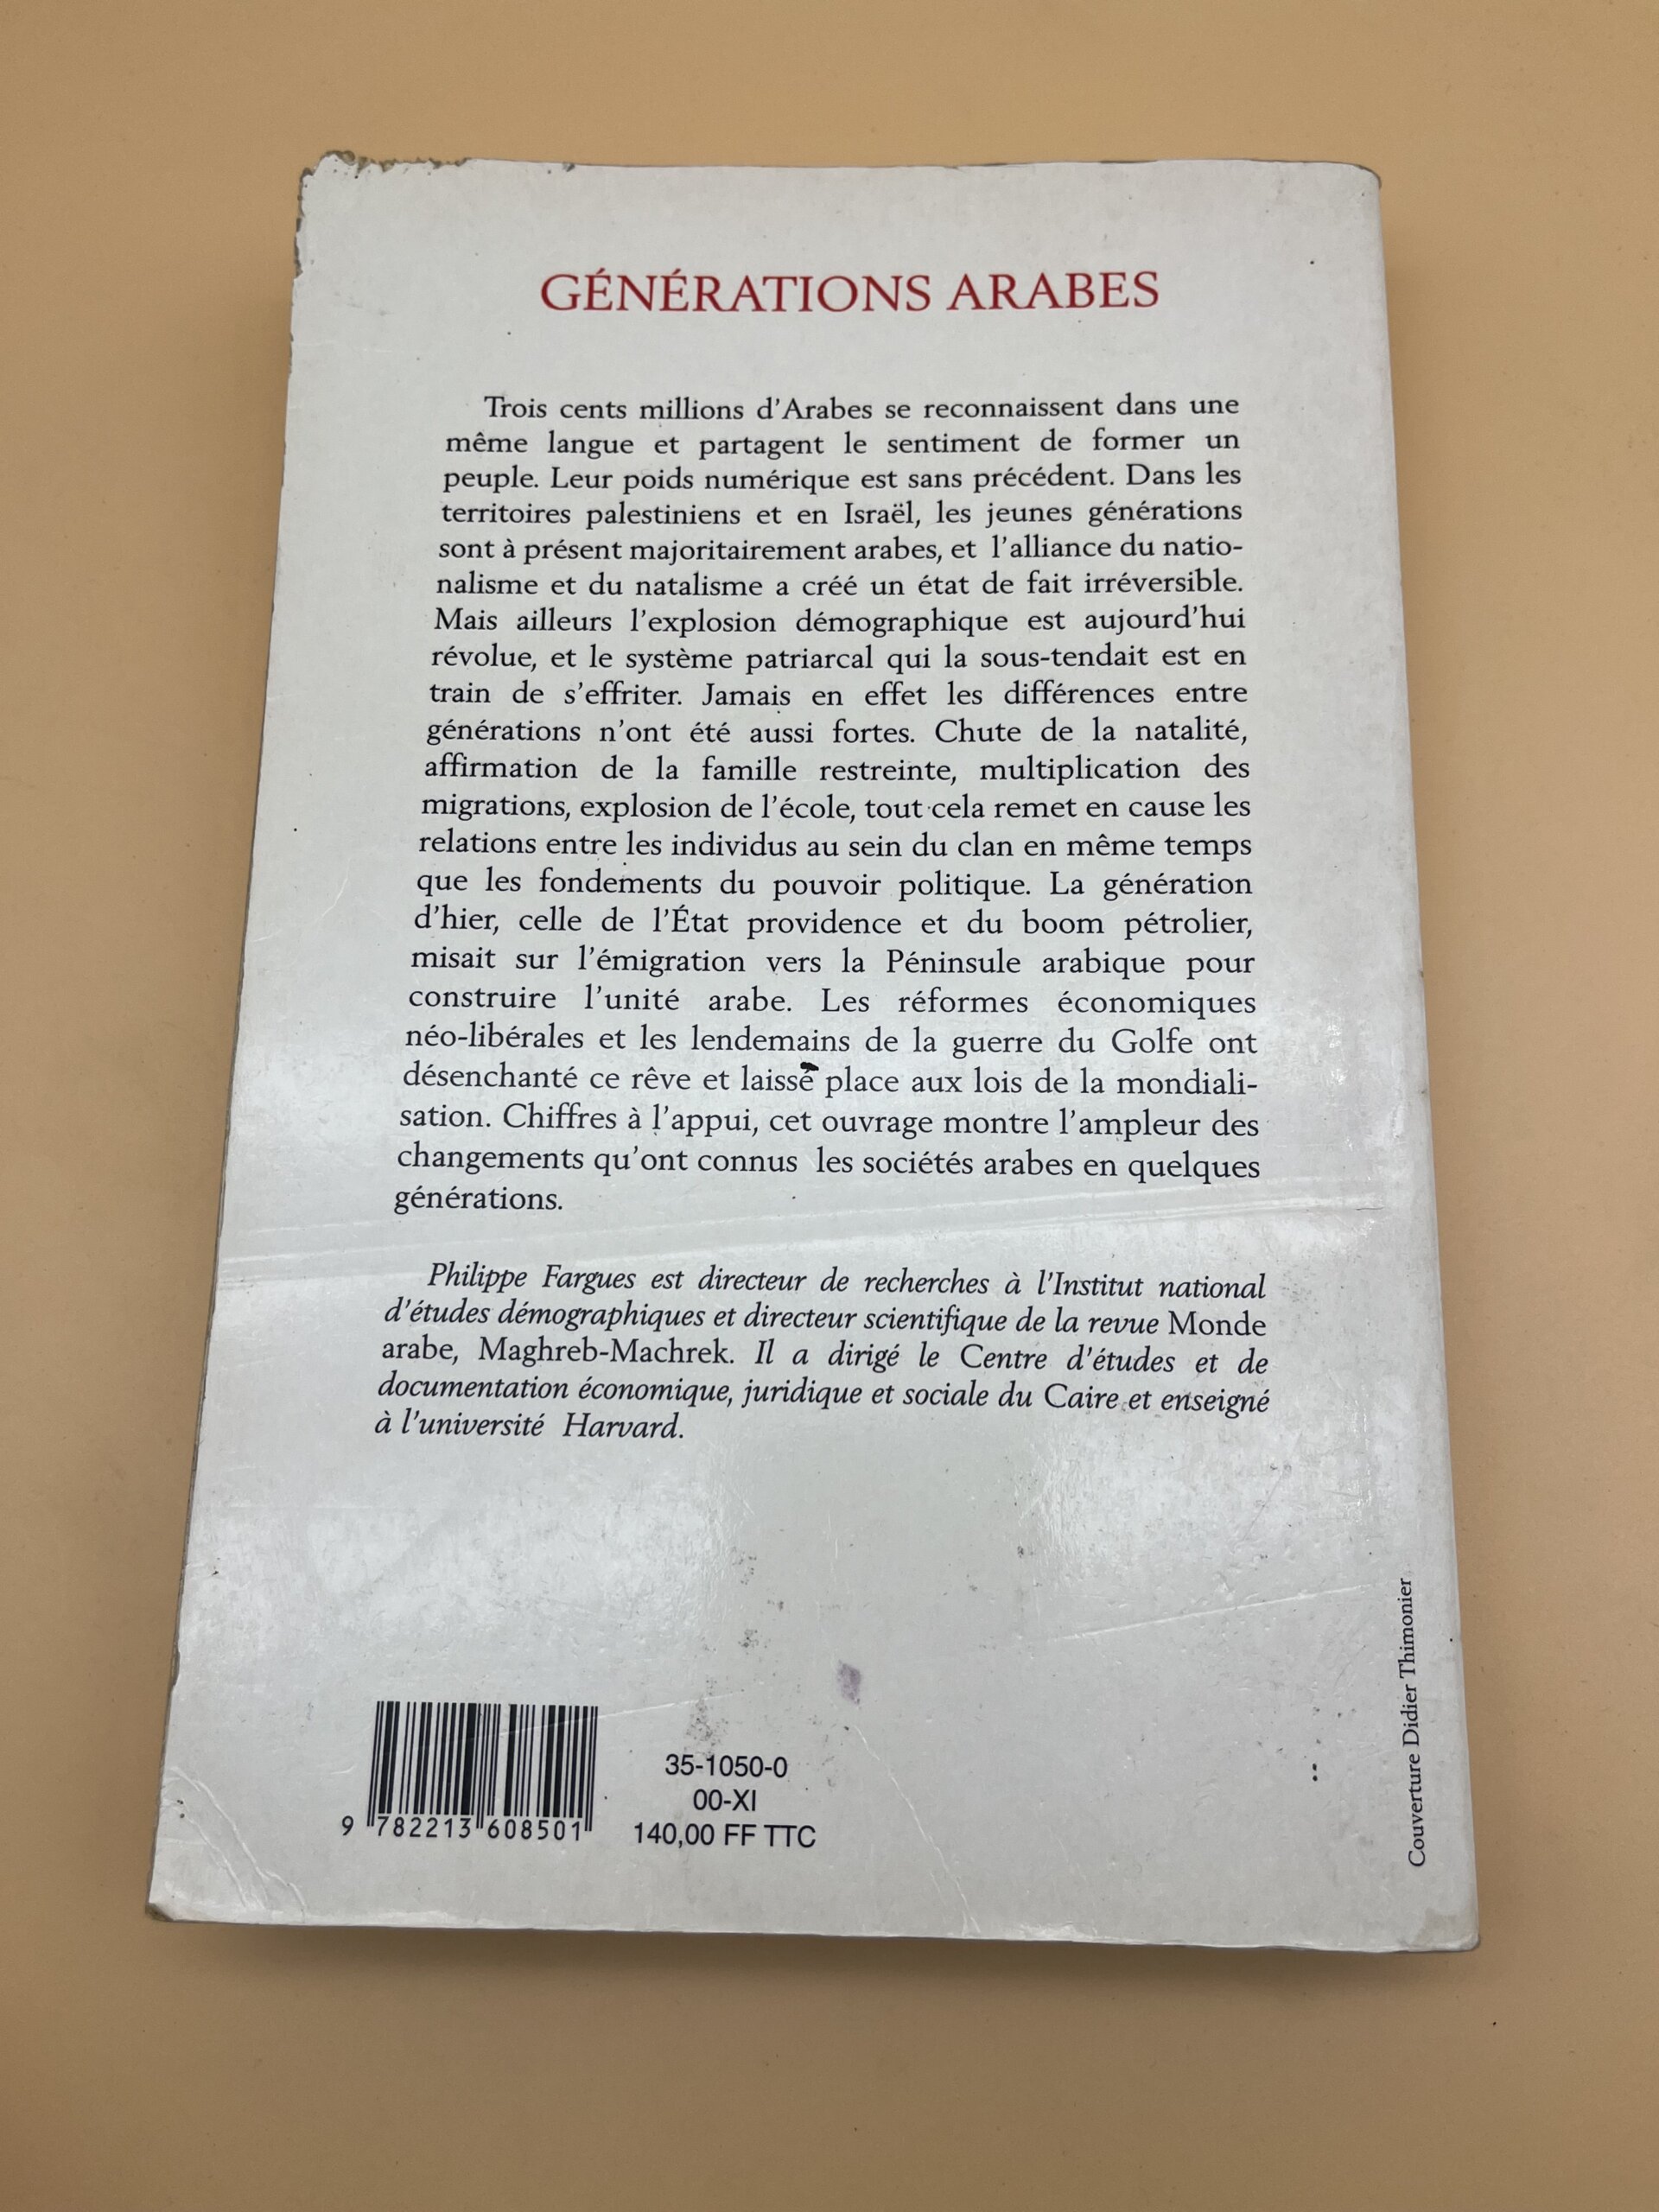 GÉNÉRATIONS ARABES
Trois cents millions d'Arabes se reconnaissent dans une
même langue et partagent le sentiment de former un
peuple. Leur poids numérique est sans précédent. Dans les
territoires palestiniens et en Israël, les jeunes générations
sont à présent majoritairement arabes, et l'alliance du natio-
nalisme et du natalisme a créé un état de fait irréversible.
Mais ailleurs l'explosion démographique est aujourd'hui
révolue, et le système patriarcal qui la sous-tendait est en
train de s'effriter. Jamais en effet les différences entre
générations n'ont été aussi fortes. Chute de la natalité,
affirmation de la famille restreinte, multiplication des
migrations, explosion de l'école, tout cela remet en cause les
relations entre les individus au sein du clan en même temps
que les fondements du pouvoir politique. La génération
d'hier, celle de l'État providence et du boom pétrolier,
misait sur l'émigration vers la Péninsule arabique pour
construire l'unité arabe. Les réformes économiques
néo-libérales et les lendemains de la guerre du Golfe ont
désenchanté ce rêve et laissé place aux lois de la mondiali-
sation. Chiffres à l'appui, cet ouvrage montre l'ampleur des
changements qu'ont connus les sociétés arabes en quelques
générations.
Philippe Fargues est directeur de recherches à l'Institut national
d'études démographiques et directeur scientifique de la revue Monde
arabe, Maghreb-Machrek. Il a dirigé le Centre d'études et de
documentation économique, juridique et sociale du Caire et enseigné
à l'université Harvard.
9 782213 608501
35-1050-0
00-XI
140,00 FF TTC
Couverture Didier Thimonier